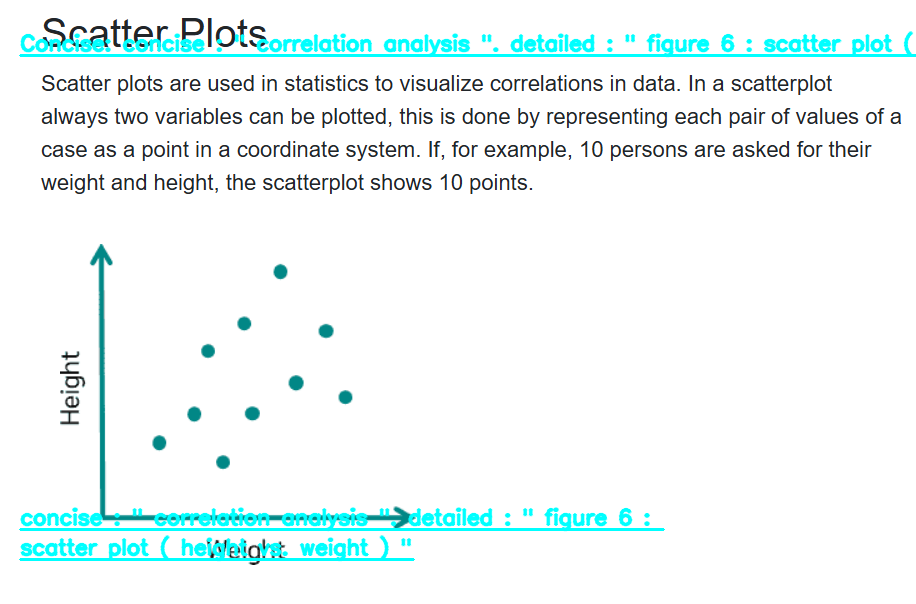 Scatter Plots
Concise: concise : " correlation analysis ". detailed : " figure 6 : scatter plot (
Scatter plots are used in statistics to visualize correlations in data. In a scatterplot
always two variables can be plotted, this is done by representing each pair of values of a
case as a point in a coordinate system. If, for example, 10 persons are asked for their
weight and height, the scatterplot shows 10 points.
Height
concise : " correlation analysis ". detailed : " figure 6 :
scatter plot ( height vs. weight ) "
Weight